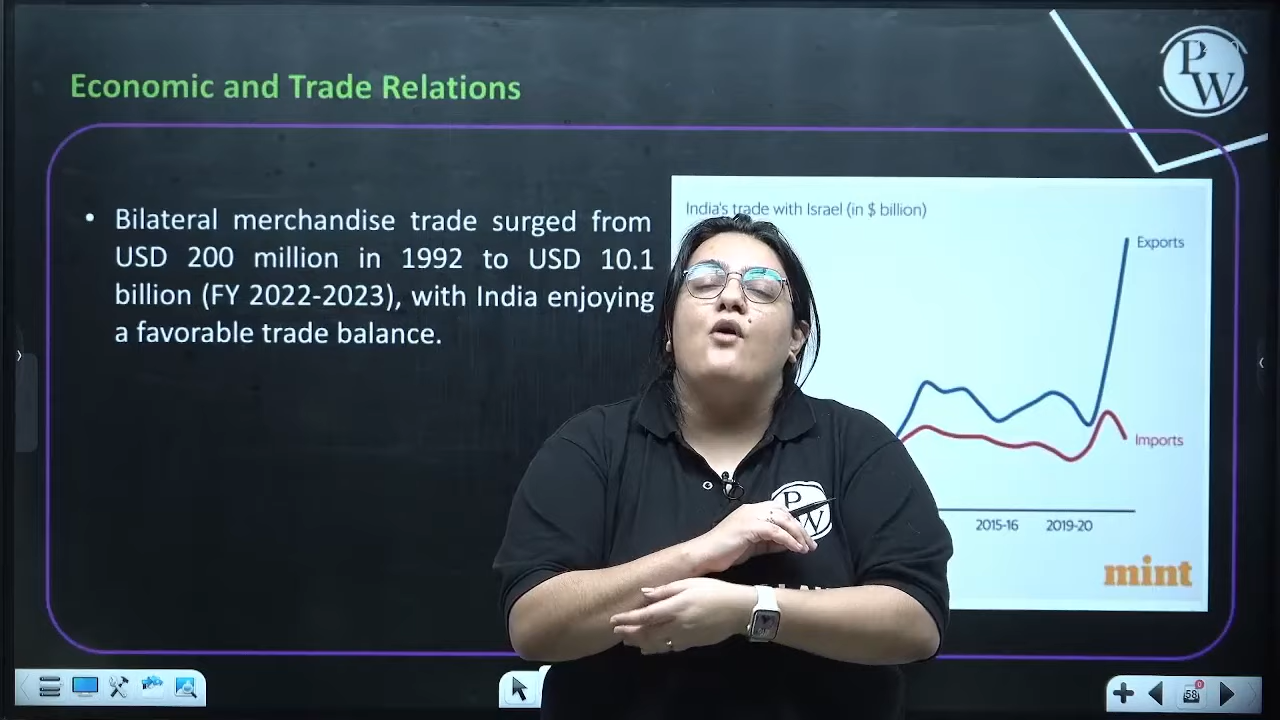 Economic and Trade Relations
PW
• Bilateral merchandise trade surged from
USD 200 million in 1992 to USD 10.1
billion (FY 2022-2023), with India enjoying
a favorable trade balance.
India's trade with Israel (in $ billion)
Exports
Imports
2015-16 2019-20
mint
PW
58